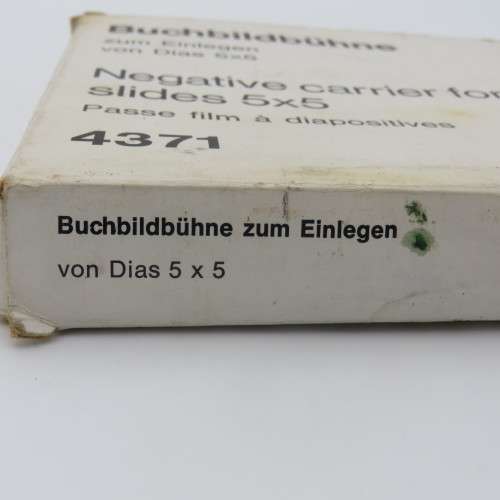 Buchbildbühne
zum Einlegen
von Dias 5x5
Negative carrier for
slides 5x5
Passe film à diapositives
4371
Buchbildbühne zum Einlegen
von Dias 5 x 5